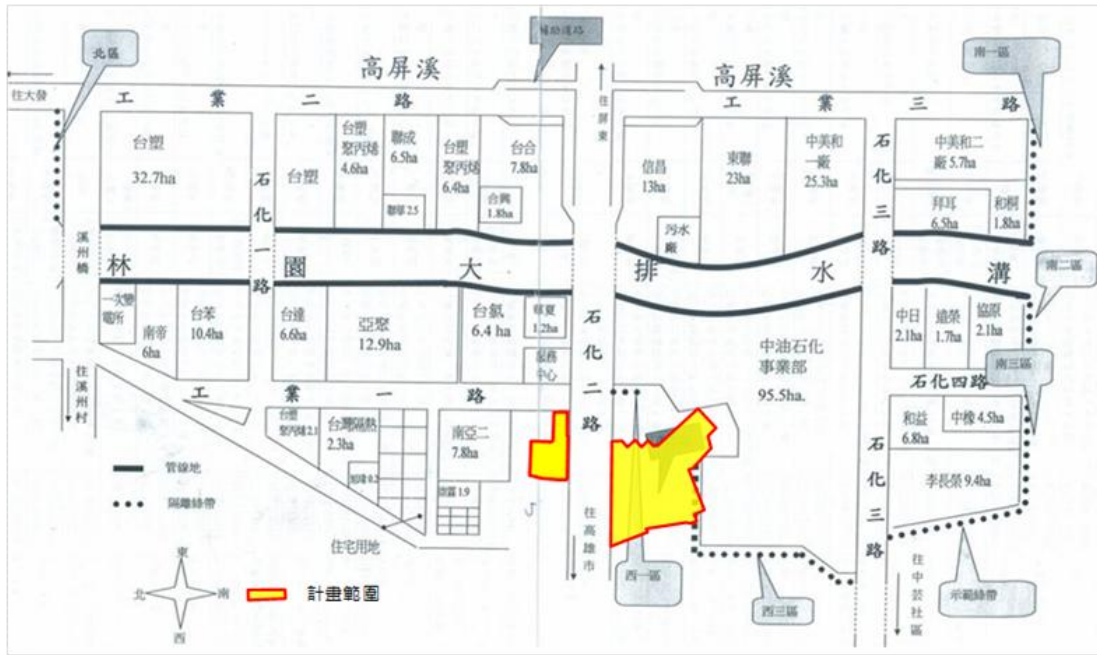 北區
補助道路
南一區
高屏溪
高屏溪
往大發
工業二路
往屏東
工業三路
台塑
32.7ha
石化一路
台塑
台塑
聚丙烯
4.6ha
聯成
6.5ha
聯華 2.5
台塑
聚丙烯
6.4ha
台合
7.8ha
台興
1.8ha
信昌
13ha
污水
廠
東聯
23ha
中美和
一廠
25.3ha
石化三路
中美和二
廠 5.7ha
拜耳
6.5ha
和桐
1.8ha
溪州橋
林園大排水溝
南二區
一次變
電所
南帝
6ha
台苯
10.4ha
台達
6.6ha
亞聚
12.9ha
台氯
6.4 ha
華夏
1.2ha
服務
中心
石化二路
中油石化
事業部
95.5ha.
中日
2.1ha
遠榮
1.7ha
協原
2.1ha
南三區
往溪州村
工業一路
石化四路
台塑
聚丙烯2.1
台灣區熱
2.3ha
南亞二
7.8ha
和益
6.8ha
中橡 4.5ha
李長榮 9.4ha
石化三路
管線地
隔離綠帶
住宅用地
往高雄市
西一區
西三區
往中芸社區
示範綠帶
東
北
南
西
計畫範圍